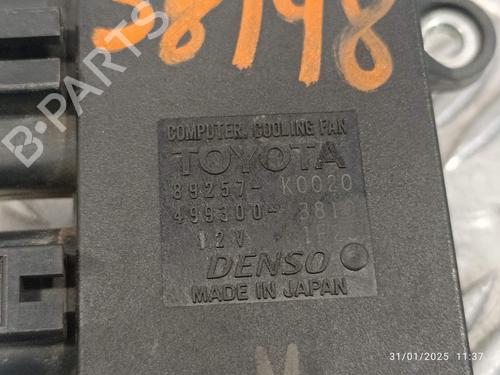 38198
COMPUTER, COOLING FAN
TOYOTA
89257- K0020
499300-
12V
DENSO
MADE IN JAPAN
M
B-PARTS
31/01/2025 11:37